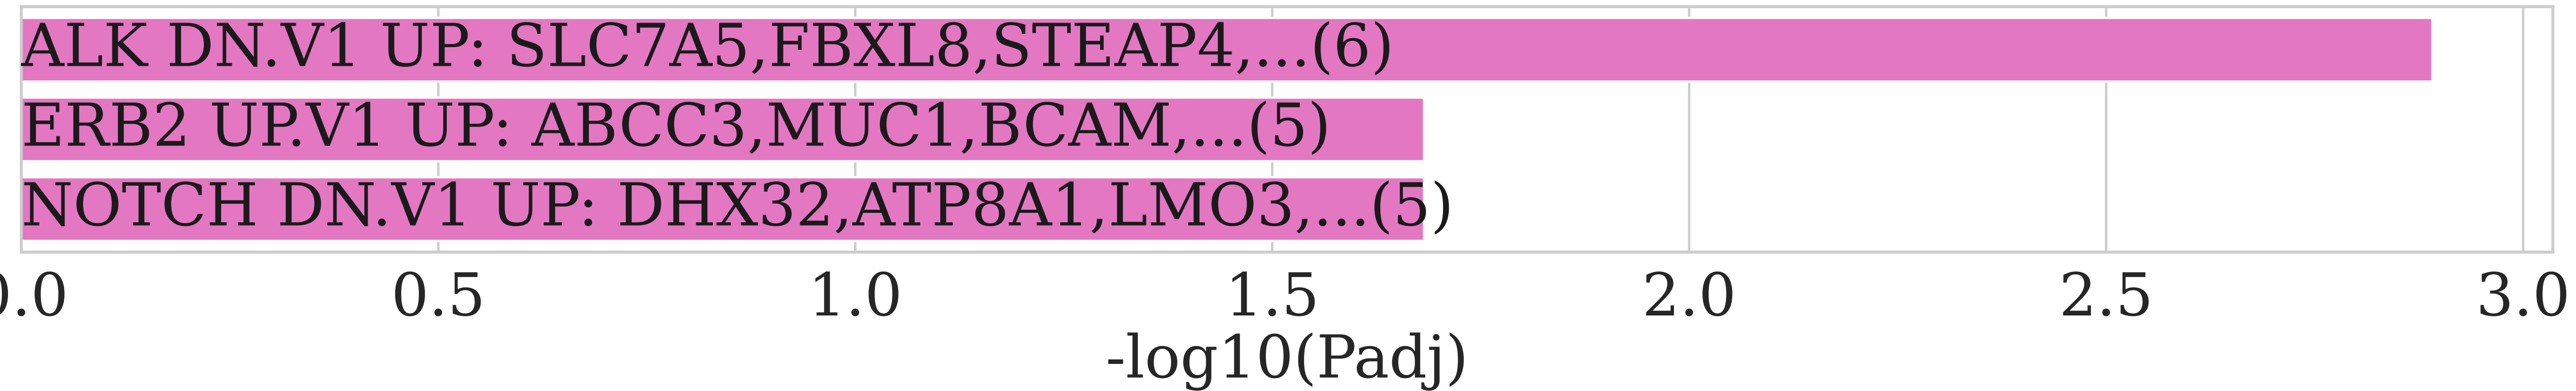 ALK DN.V1 UP: SLC7A5,FBXL8,STEAP4,...(6)
ERB2 UP.V1 UP: ABCC3,MUC1,BCAM,...(5)
NOTCH DN.V1 UP: DHX32,ATP8A1,LMO3,...(5)
0.0 0.5 1.0 1.5 2.0 2.5 3.0
-log10(Padj)